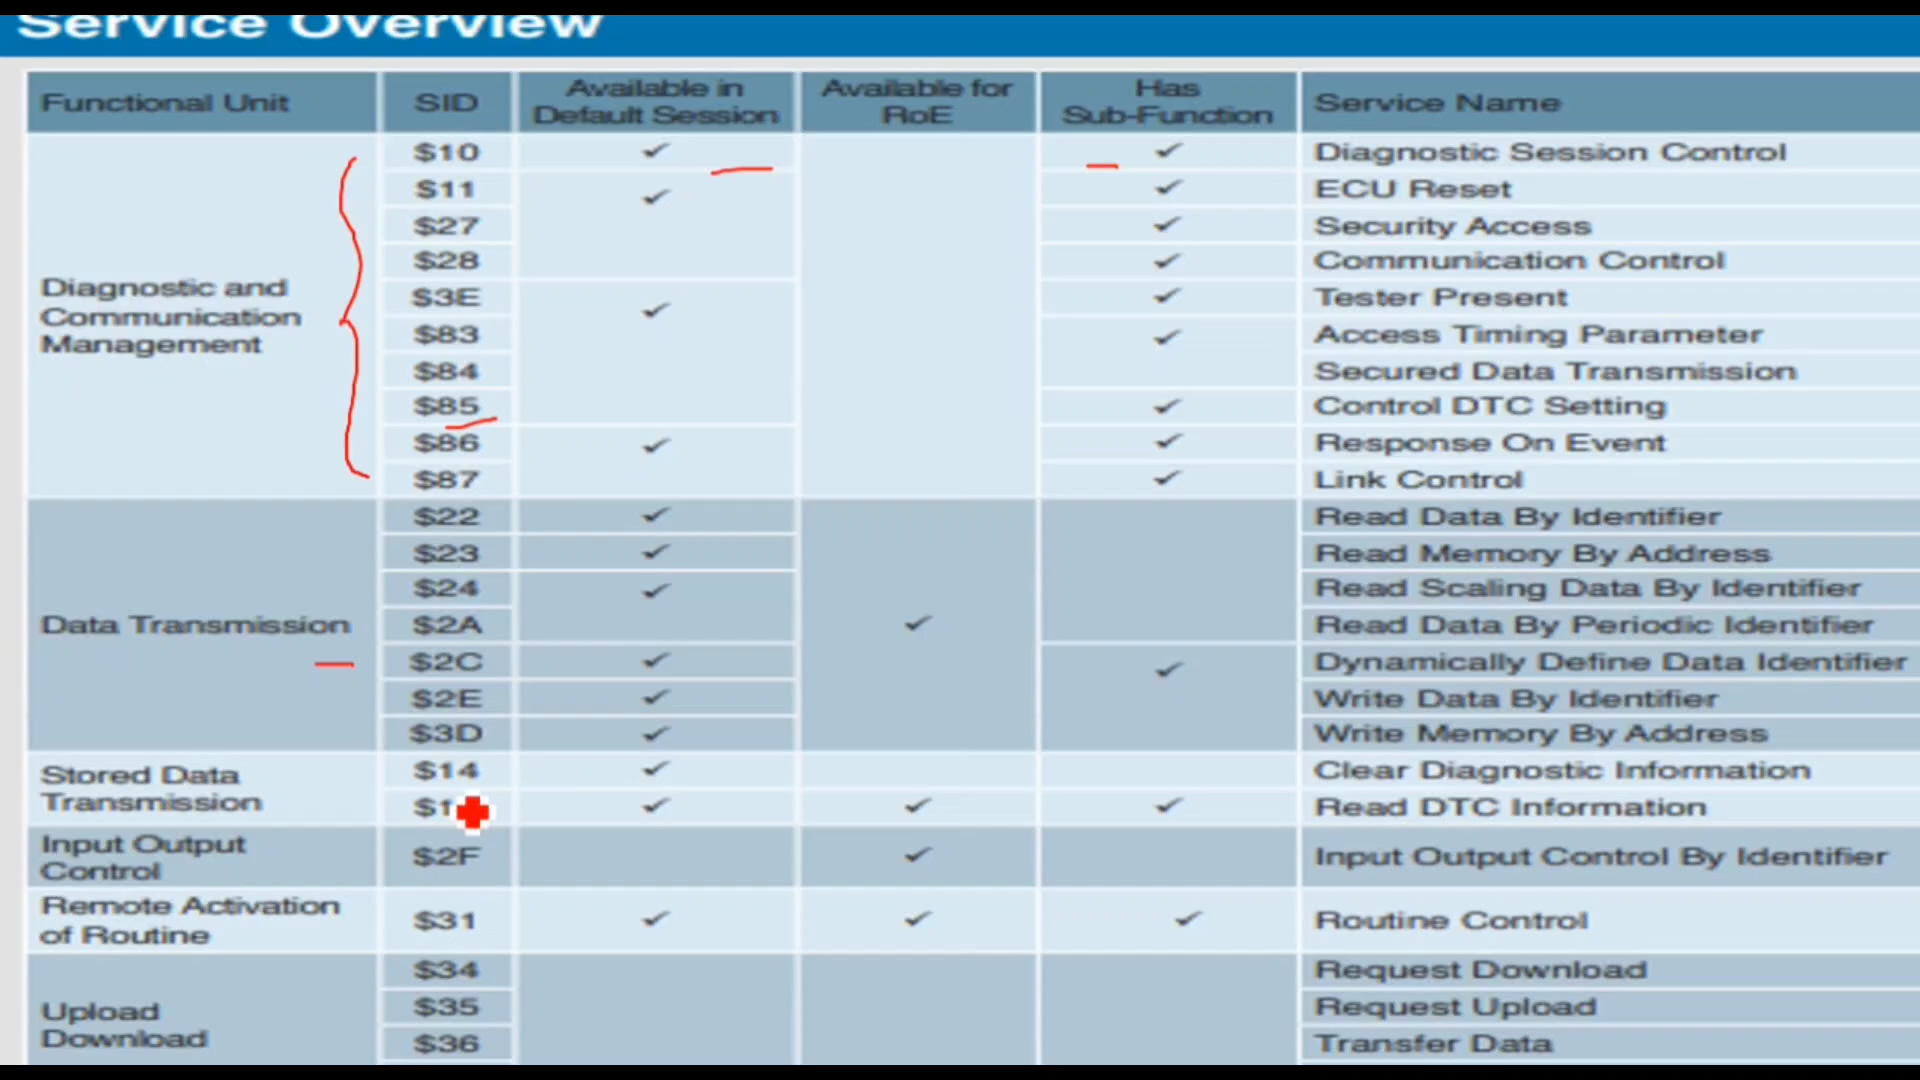 Service Overview
Functional Unit SID Available in Default Session Available for RoE Has Sub-Function Service Name
Diagnostic and Communication Management
$10 ✓ ✓ Diagnostic Session Control
$11 ✓ ✓ ECU Reset
$27 ✓ Security Access
$28 ✓ Communication Control
$3E ✓ ✓ Tester Present
$83 ✓ Access Timing Parameter
$84 Secured Data Transmission
$85 ✓ Control DTC Setting
$86 ✓ ✓ Response On Event
$87 ✓ Link Control
Data Transmission
$22 ✓ Read Data By Identifier
$23 ✓ Read Memory By Address
$24 ✓ Read Scaling Data By Identifier
$2A ✓ Read Data By Periodic Identifier
$2C ✓ ✓ Dynamically Define Data Identifier
$2E ✓ Write Data By Identifier
$3D ✓ Write Memory By Address
Stored Data Transmission
$14 ✓ Clear Diagnostic Information
$1 ✓ ✓ ✓ Read DTC Information
Input Output Control
$2F ✓ Input Output Control By Identifier
Remote Activation of Routine
$31 ✓ ✓ ✓ Routine Control
Upload Download
$34 Request Download
$35 Request Upload
$36 Transfer Data